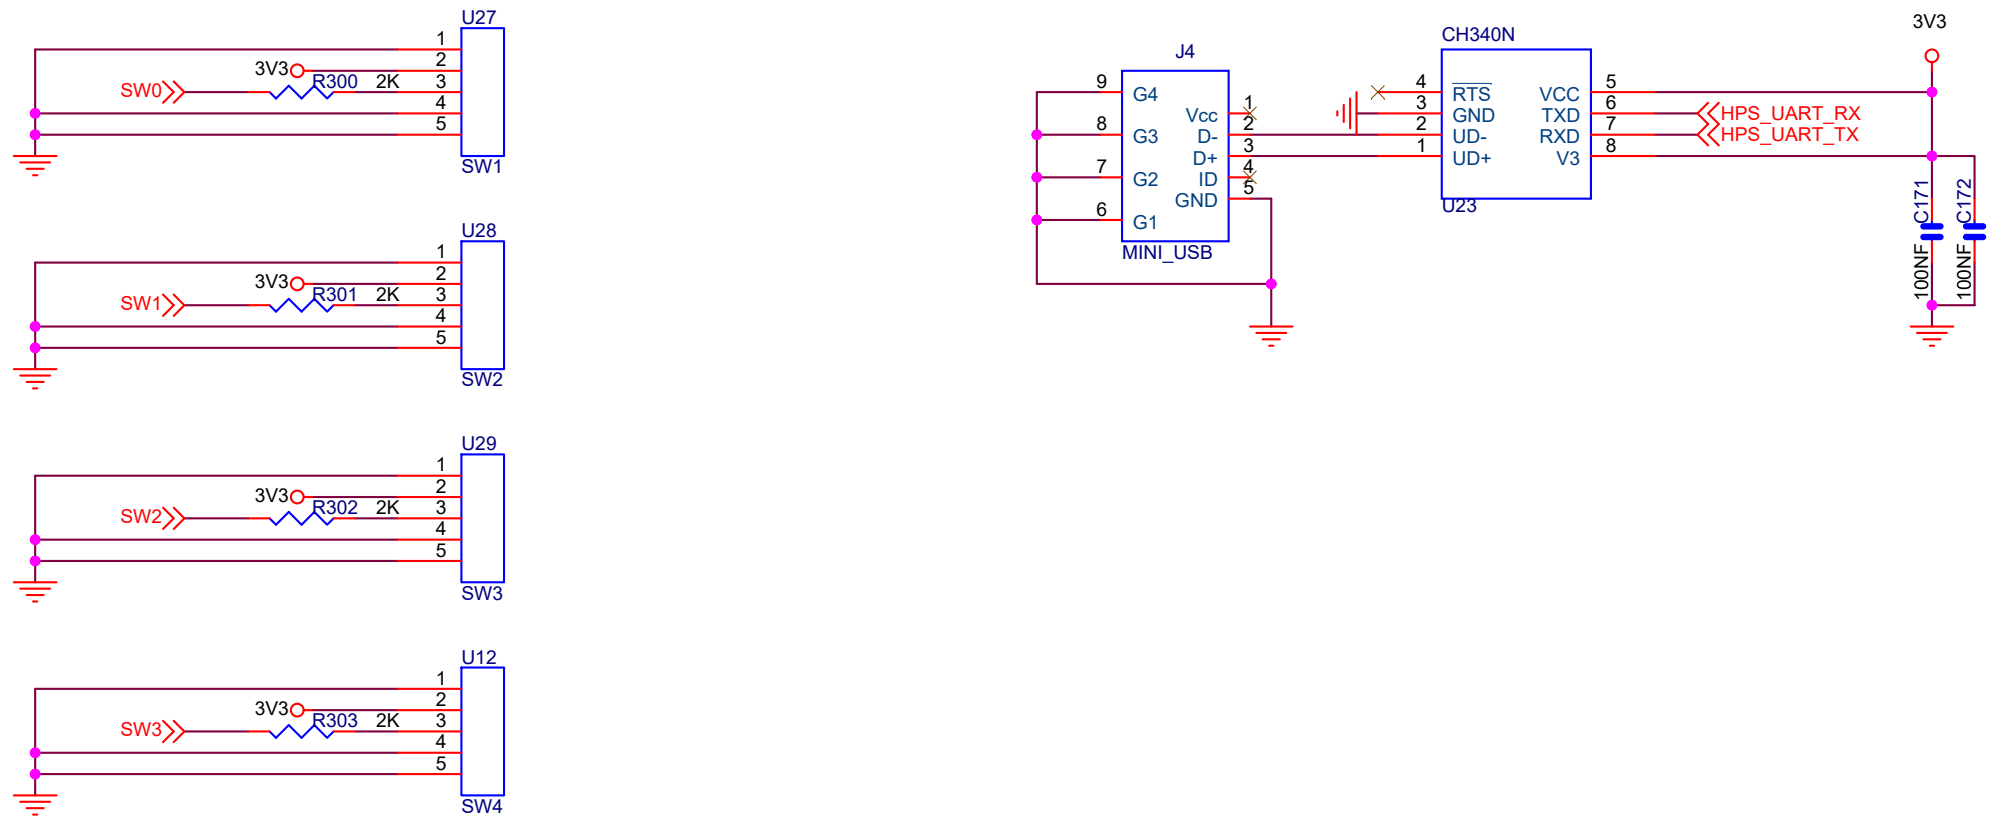 U27
1
2
3V3
R300
2K
3
SW0
4
5
SW1
U28
1
2
3V3
R301
2K
3
SW1
4
5
SW2
U29
1
2
3V3
R302
2K
3
SW2
4
5
SW3
U12
1
2
3V3
R303
2K
3
SW3
4
5
SW4
J4
9
G4
8
G3
7
G2
6
G1
Vcc
1
D-
2
D+
3
ID
4
GND
5
MINI_USB
CH340N
4
RTS
3
GND
2
UD-
1
UD+
VCC
5
TXD
6
HPS_UART_RX
RXD
7
HPS_UART_TX
V3
8
U23
3V3
C171
100NF
C172
100NF